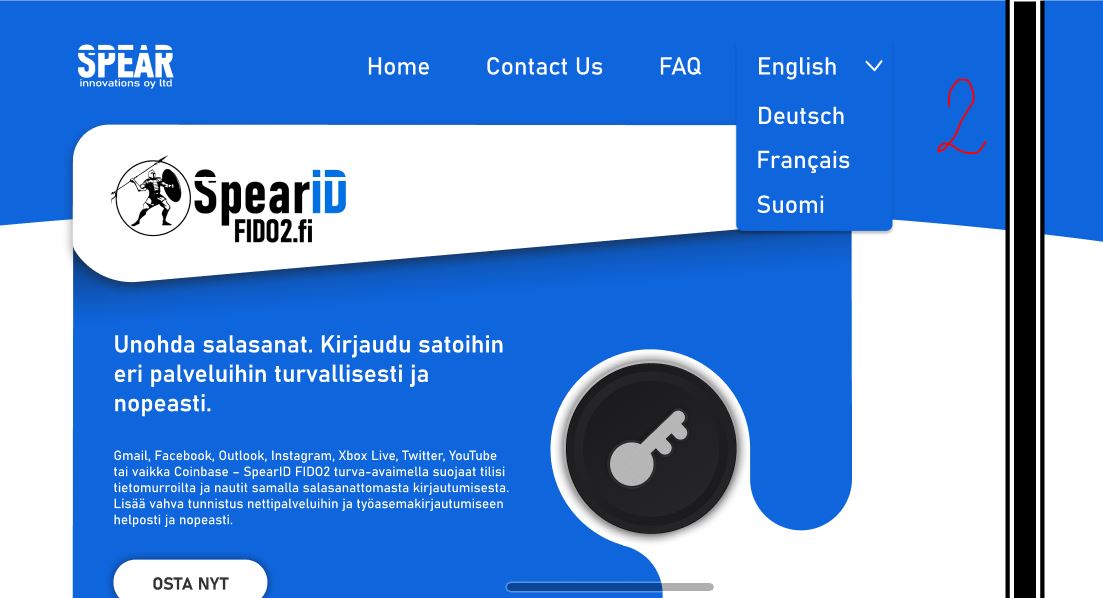 SPEAR
innovations oy ltd
Home
Contact Us
FAQ
English
Deutsch
Français
Suomi
2
SpearID
FIDO2.fi
Unohda salasanat. Kirjaudu satoihin
eri palveluihin turvallisesti ja
nopeasti.
Gmail, Facebook, Outlook, Instagram, Xbox Live, Twitter, YouTube
tai vaikka Coinbase – SpearID FIDO2 turva-avaimella suojaat tilisi
tietomurroilta ja nautit samalla salasanattomasta kirjautumisesta.
Lisää vahva tunnistus nettipalveluihin ja työasemakirjautumiseen
helposti ja nopeasti.
OSTA NYT